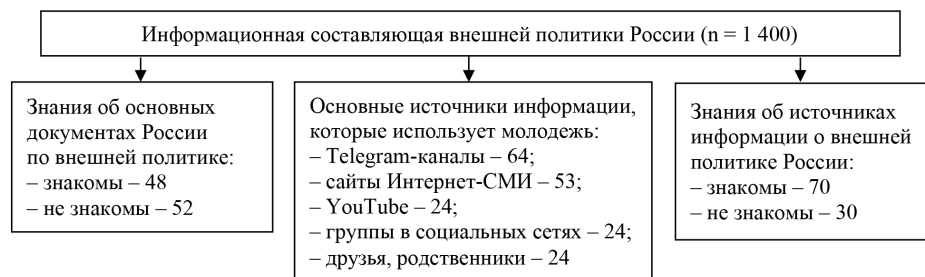 Информационная составляющая внешней политики России (n = 1 400)
Знания об основных
документах России
по внешней политике:
– знакомы – 48
– не знакомы – 52
Основные источники информации,
которые использует молодежь:
– Telegram-каналы – 64;
– сайты Интернет-СМИ – 53;
– YouTube – 24;
– группы в социальных сетях – 24;
– друзья, родственники – 24
Знания об источниках
информации о внешней
политике России:
– знакомы – 70
– не знакомы – 30